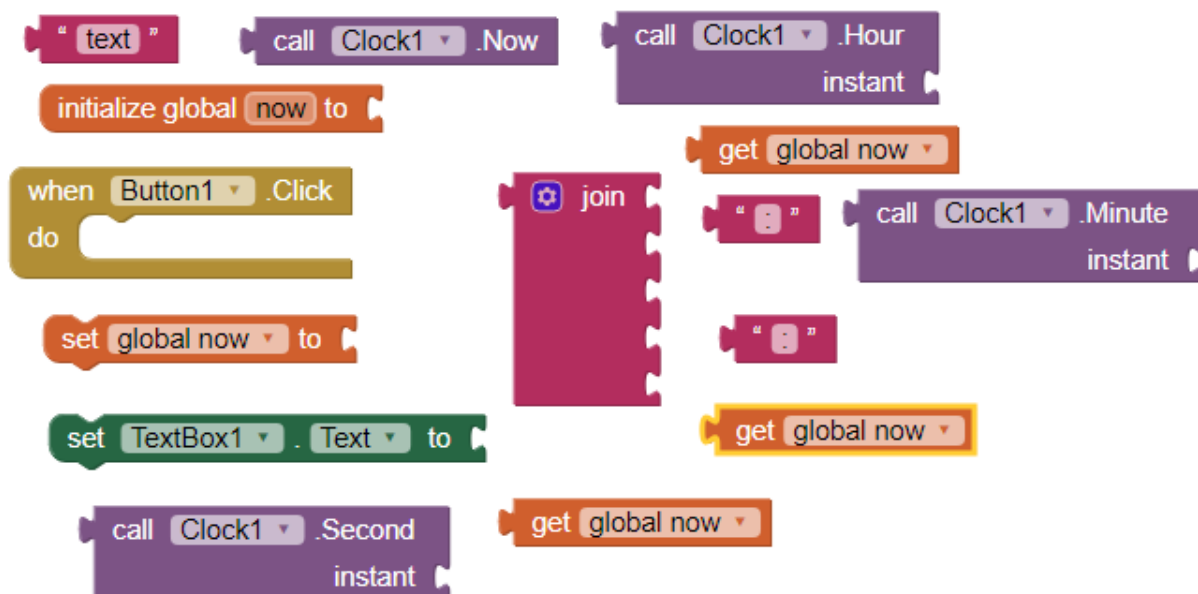 “ text ”
call Clock1 .Now
call Clock1 .Hour
instant
initialize global now to
get global now
when Button1 .Click
do
join
“ : ”
call Clock1 .Minute
instant
set global now to
“ : ”
set TextBox1 . Text to
get global now
call Clock1 .Second
instant
get global now